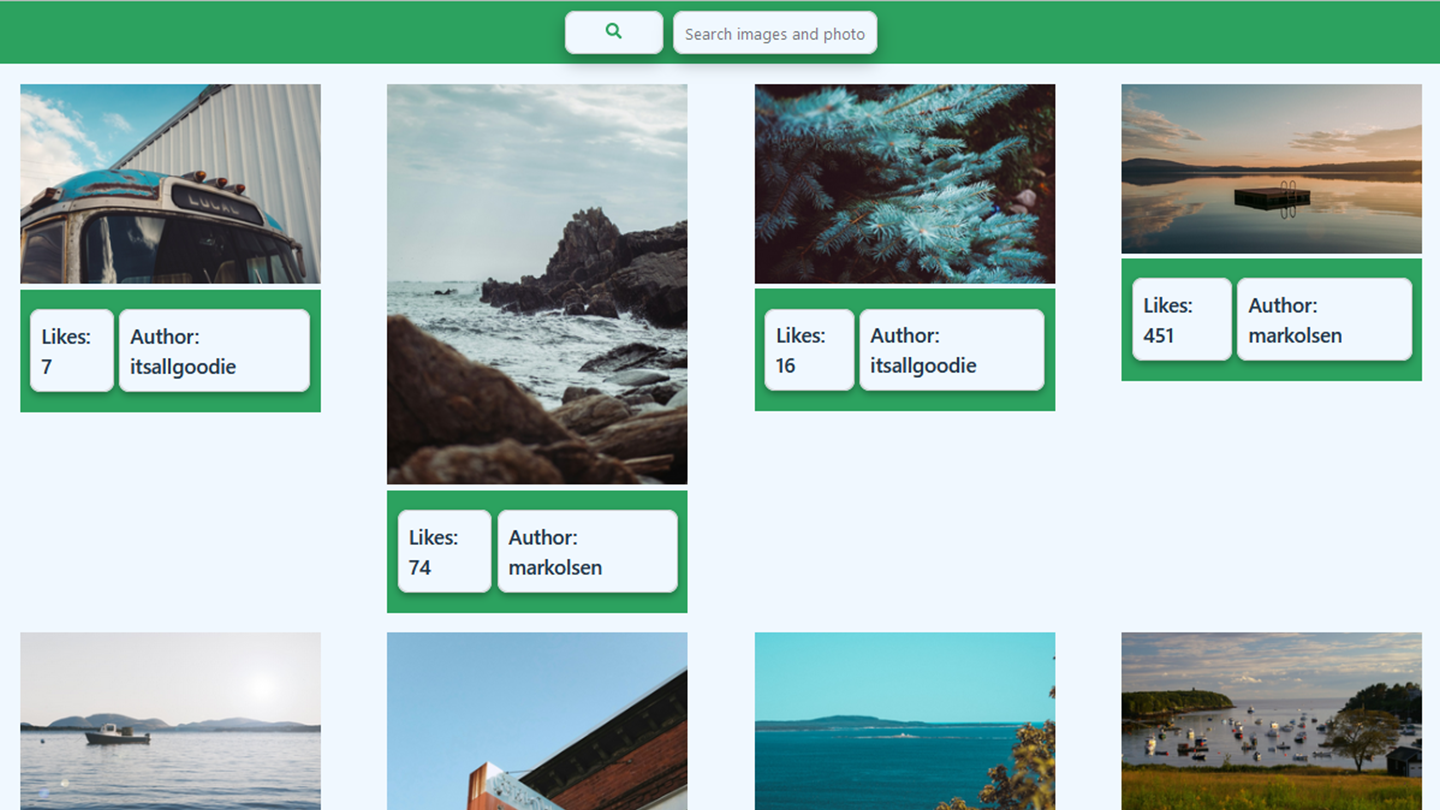 Search images and photo
LOCAL
Likes:
7
Author:
itsallgoodie
Likes:
74
Author:
markolsen
Likes:
16
Author:
itsallgoodie
Likes:
451
Author:
markolsen